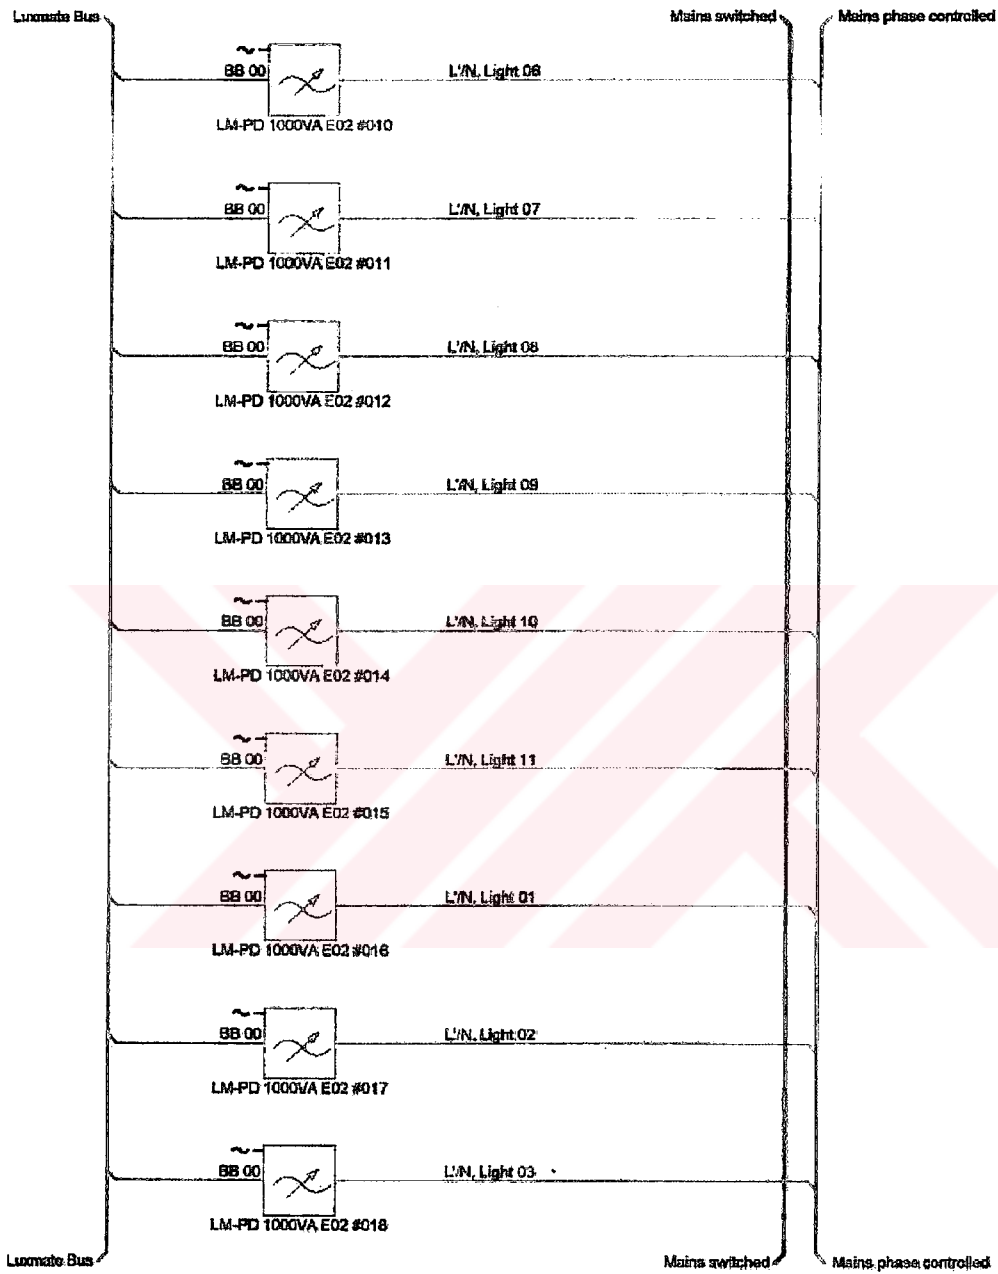 Luxmate Bus
Mains switched
Mains phase controlled
BB 00
L'/N, Light 06
LM-PD 1000VA E02 #010
BB 00
L'/N, Light 07
LM-PD 1000VA E02 #011
BB 00
L'/N, Light 08
LM-PD 1000VA E02 #012
BB 00
L'/N, Light 09
LM-PD 1000VA E02 #013
BB 00
L'/N, Light 10
LM-PD 1000VA E02 #014
BB 00
L'/N, Light 11
LM-PD 1000VA E02 #015
BB 00
L'/N, Light 01
LM-PD 1000VA E02 #016
BB 00
L'/N, Light 02
LM-PD 1000VA E02 #017
BB 00
L'/N, Light 03
LM-PD 1000VA E02 #018
Luxmate Bus
Mains switched
Mains phase controlled